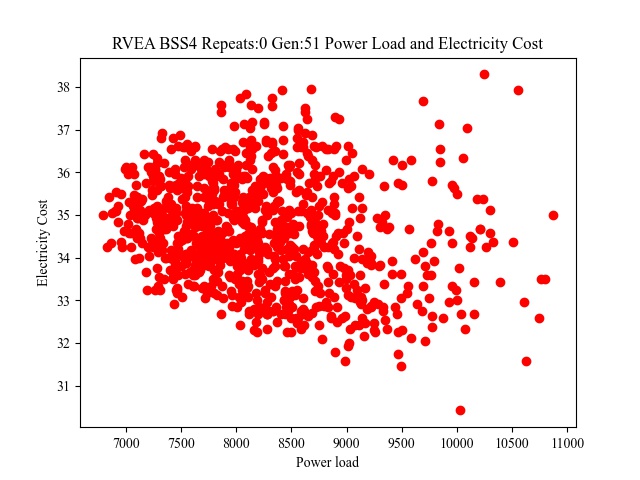 RVEA BSS4 Repeats:0 Gen:51 Power Load and Electricity Cost
38
37
36
35
34
33
32
31
Electricity Cost
7000 7500 8000 8500 9000 9500 10000 10500 11000
Power load